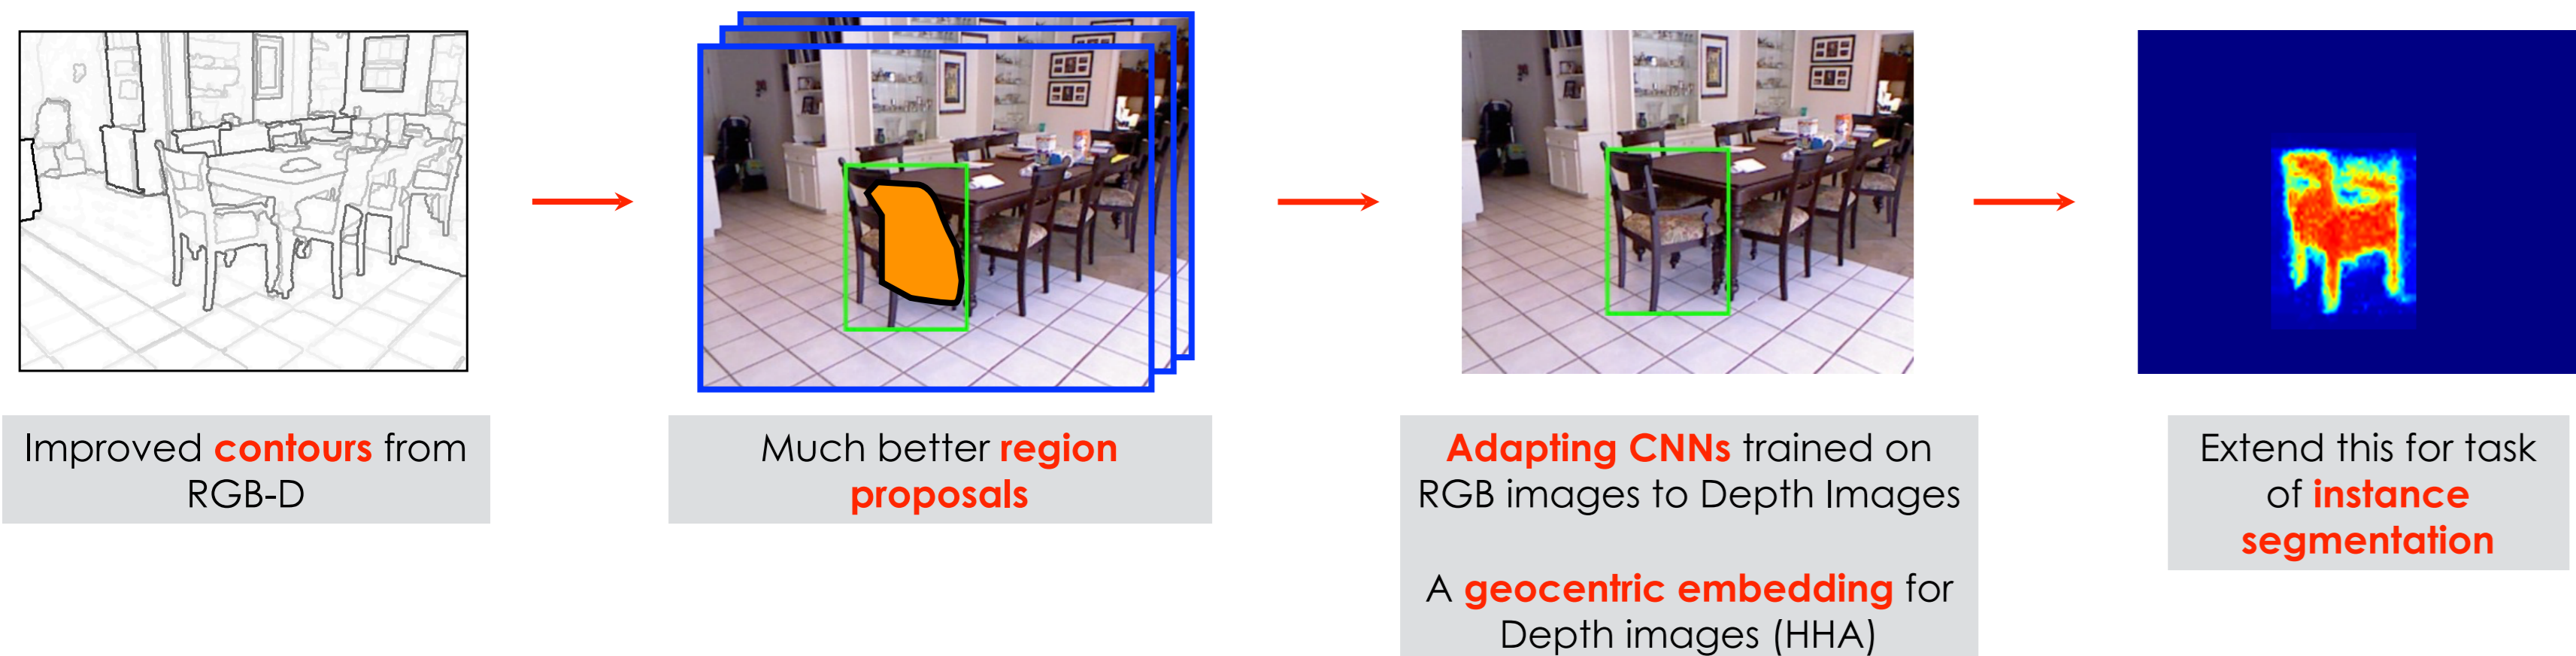 Improved contours from
RGB-D
Much better region
proposals
Adapting CNNs trained on
RGB images to Depth Images
A geocentric embedding for
Depth images (HHA)
Extend this for task
of instance
segmentation